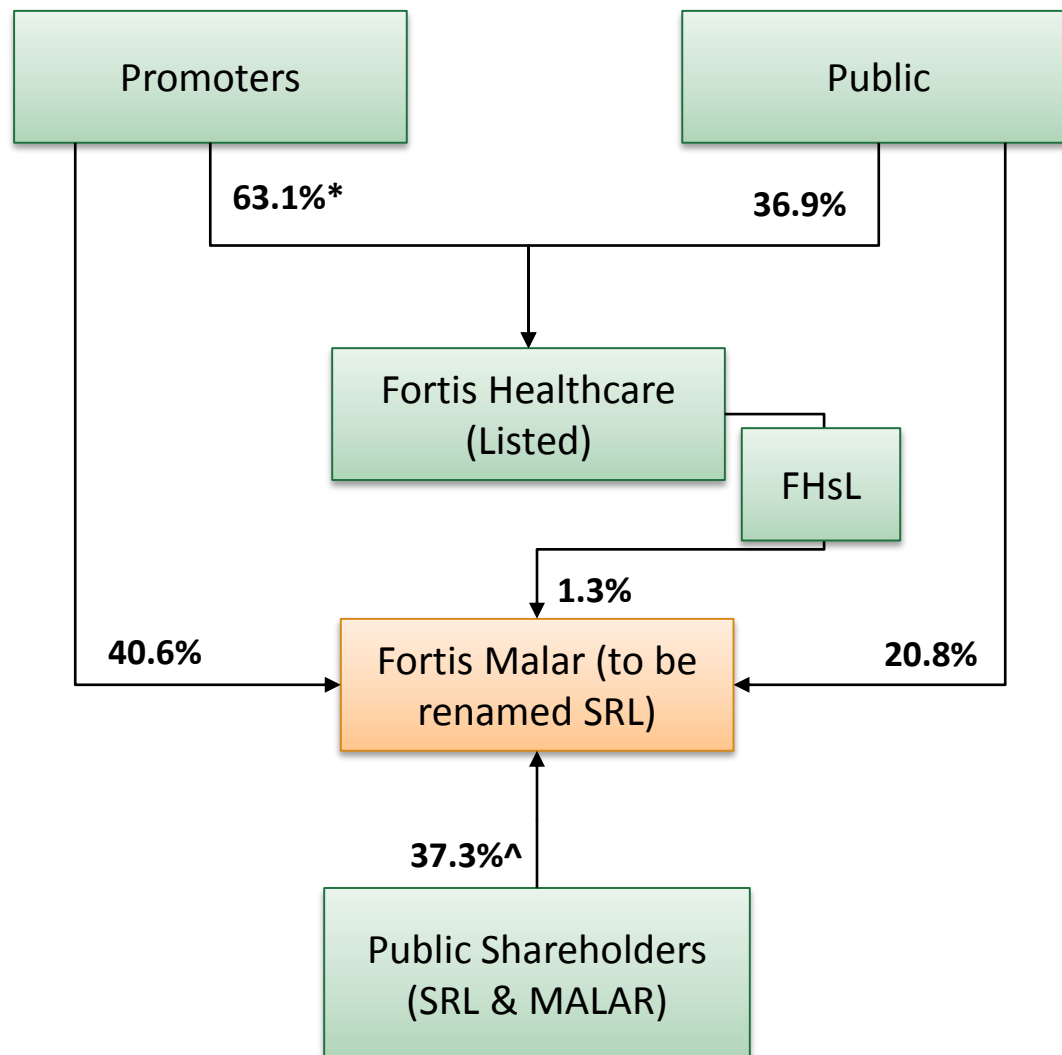 Promoters
Public
63.1%*
36.9%
Fortis Healthcare
(Listed)
FHsL
1.3%
40.6%
Fortis Malar (to be
renamed SRL)
20.8%
37.3%^
Public Shareholders
(SRL & MALAR)